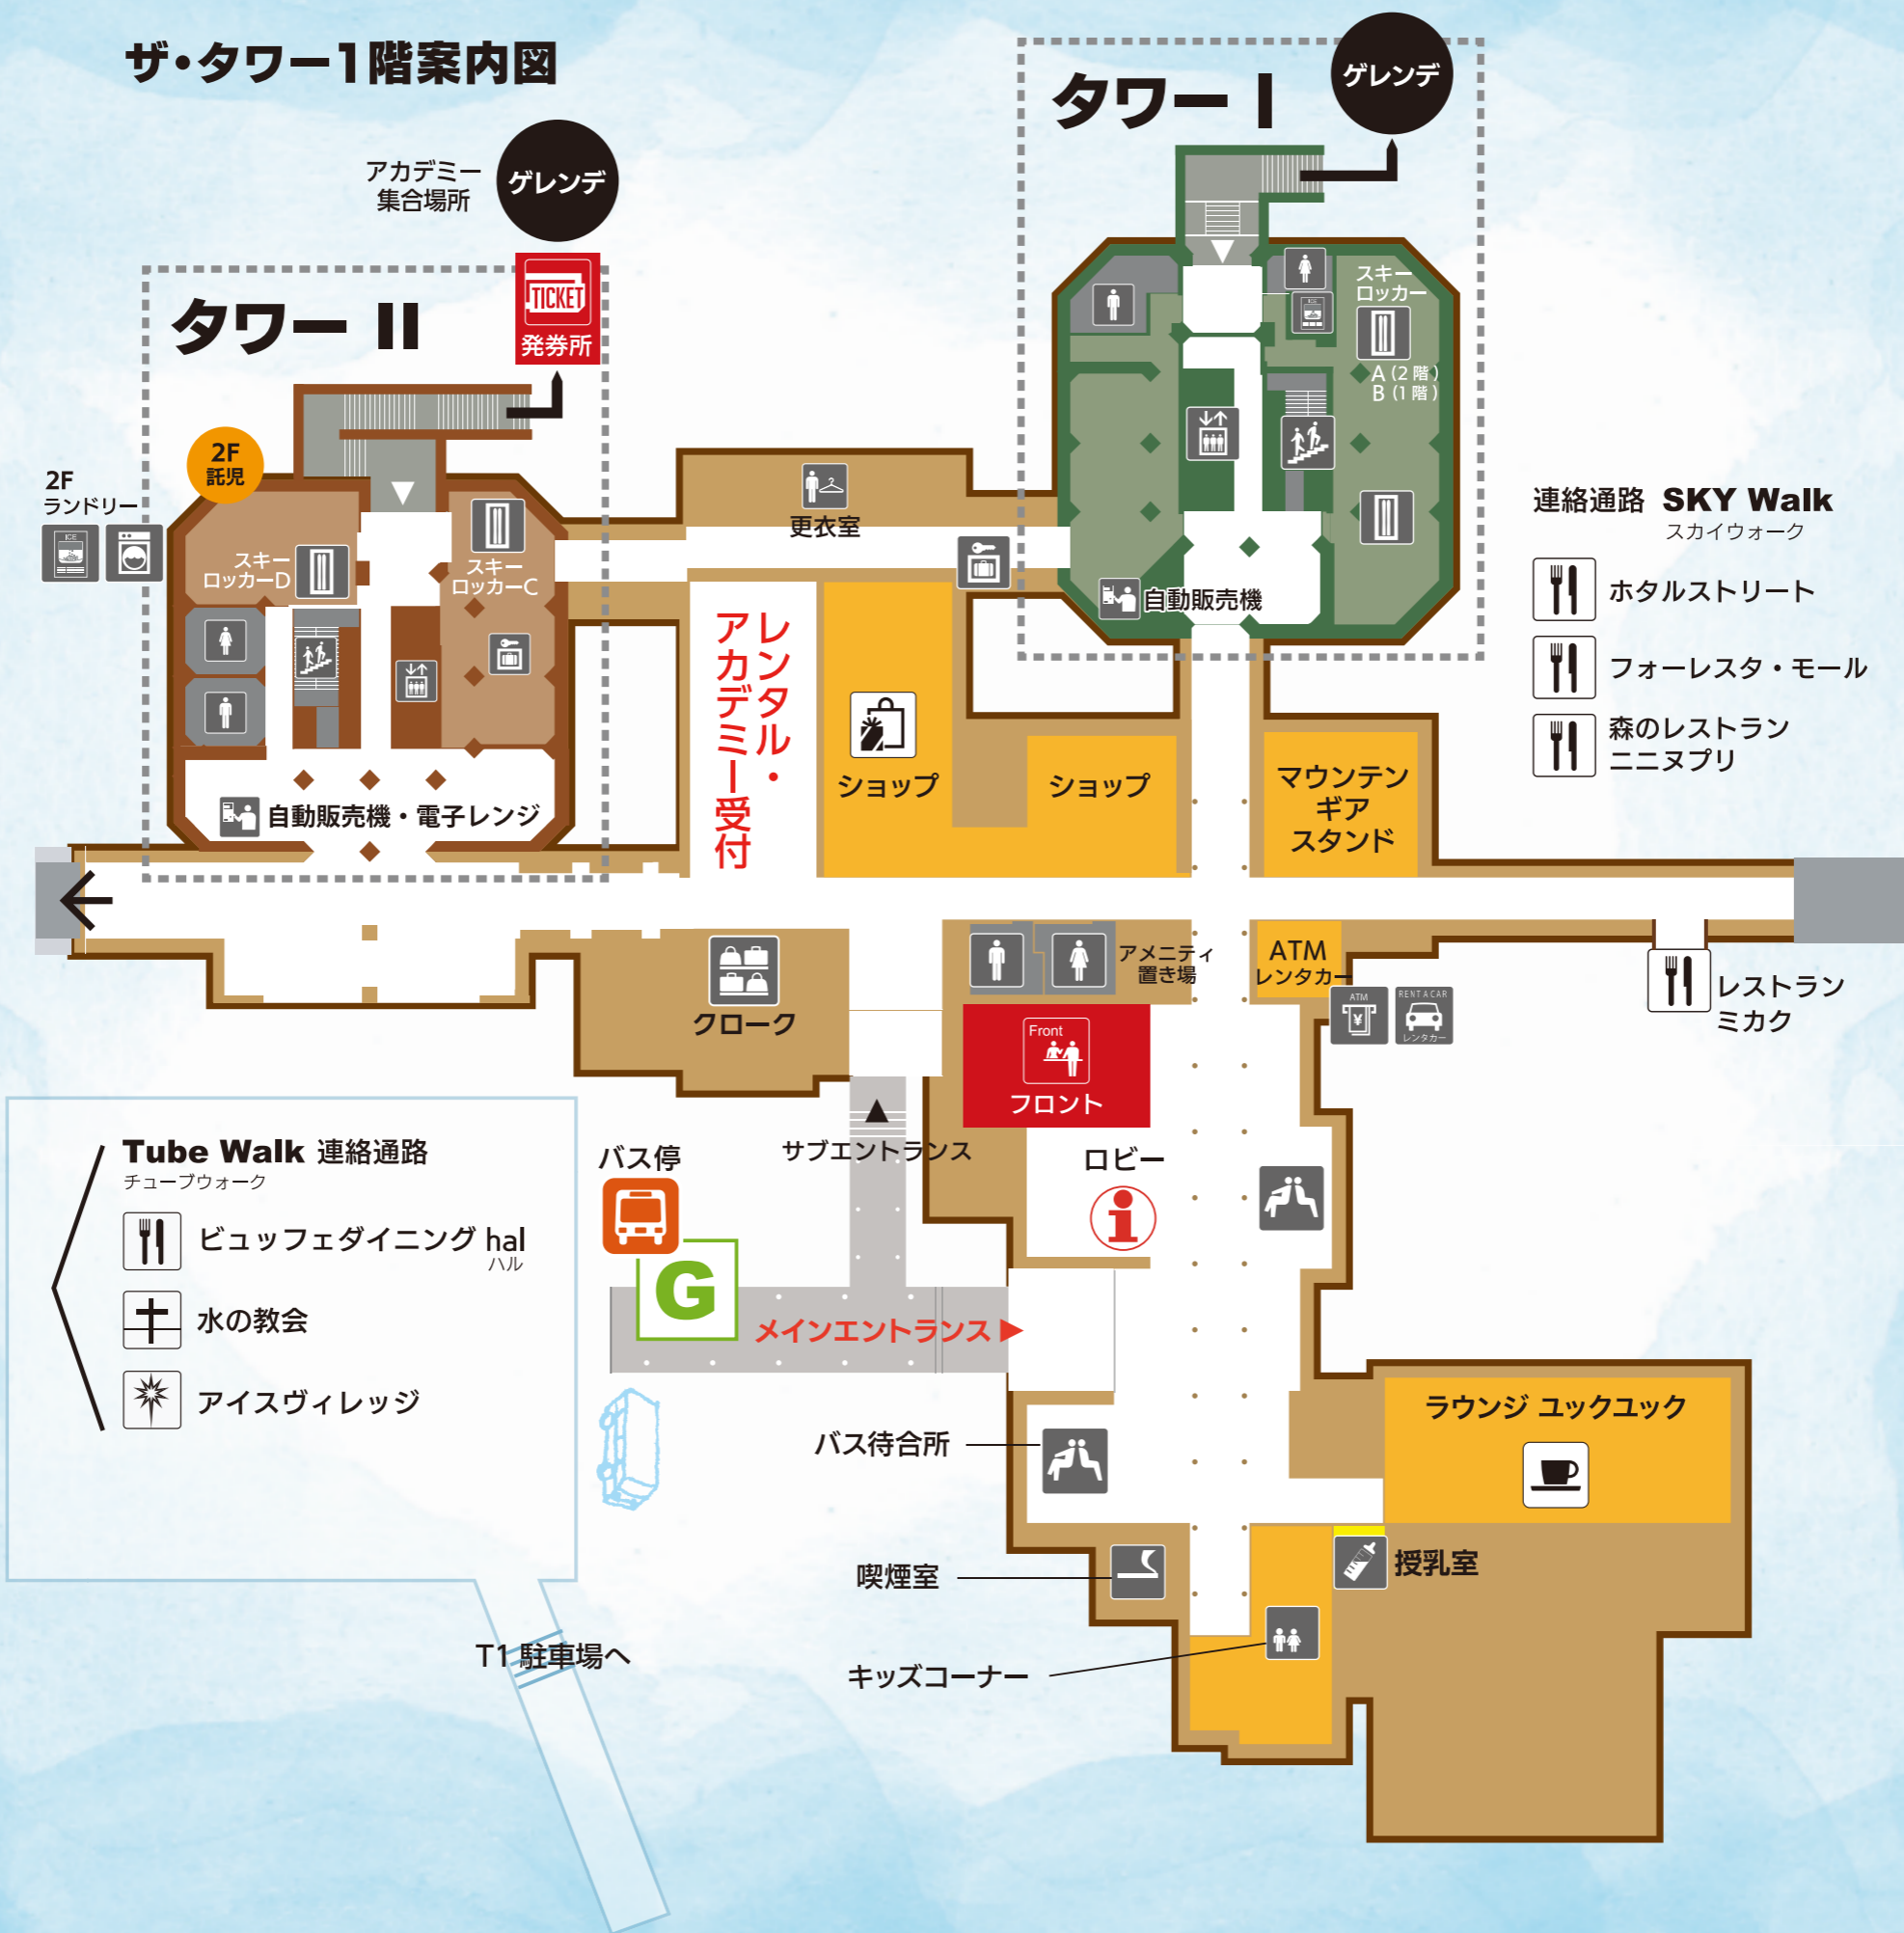 ザ・タワー1階案内図
タワー I
ゲレンデ
アカデミー
集合場所
ゲレンデ
TICKET
発券所
タワー II
2F
託児
2F
ランドリー
ICE
スキー
ロッカーD
スキー
ロッカーC
自動販売機・電子レンジ
更衣室
ICE
スキー
ロッカー
A(2階)
B(1階)
自動販売機
連絡通路 SKY Walk
スカイウォーク
ホタルストリート
フォーレスタ・モール
森のレストラン
ニニヌプリ
レンタル・
アカデミー受付
ショップ
ショップ
マウンテン
ギア
スタンド
クローク
アメニティ
置き場
ATM
レンタカー
ATM
¥
RENT A CAR
レンタカー
レストラン
ミカク
Front
フロント
サブエントランス
バス停
G
メインエントランス
ロビー
i
Tube Walk 連絡通路
チューブウォーク
ビュッフェダイニング hal
ハル
水の教会
アイスヴィレッジ
バス待合所
ラウンジ ユックユック
喫煙室
授乳室
キッズコーナー
T1 駐車場へ